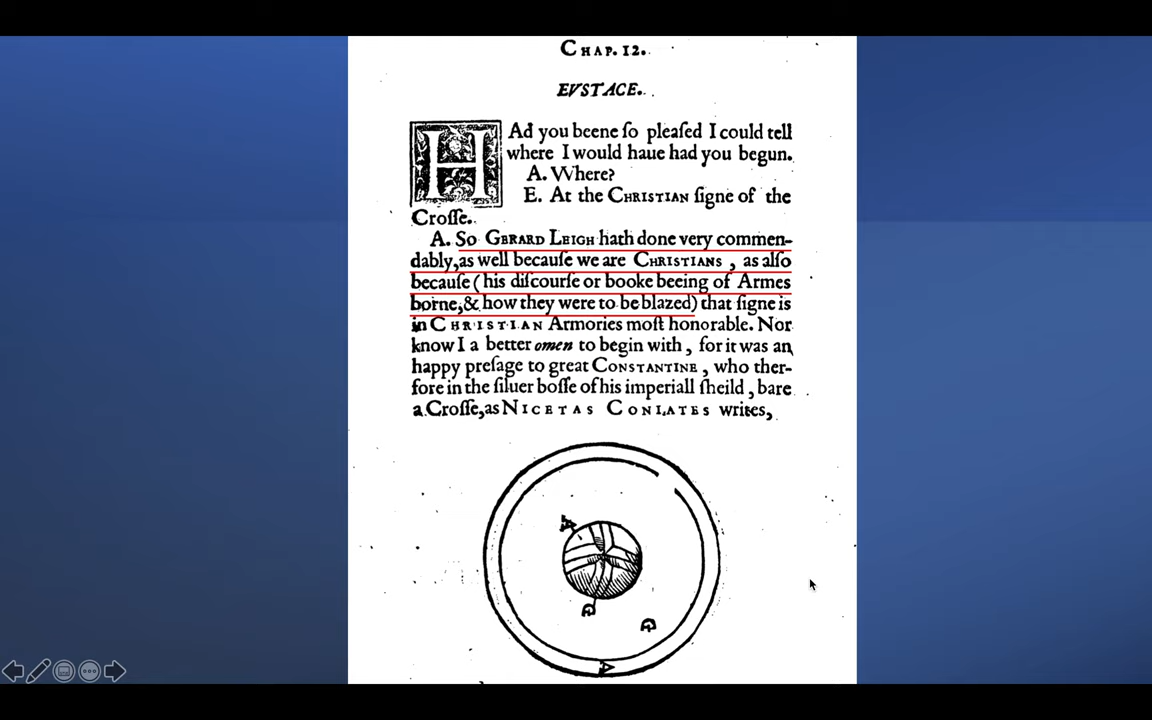 CHAP. 12.
EVSTACE.
HAd you beene ſo pleaſed I could tell
where I would haue had you begun.
A. Where?
E. At the CHRISTIAN ſigne of the
Croſſe.
A. So GERARD LEIGH hath done very commen-
dably, as well becauſe we are CHRISTIANS, as alſo
becauſe (his diſcourſe or booke beeing of Armes
borne, & how they were to be blazed) that ſigne is
in CHRISTIAN Armories moſt honorable. Nor
know I a better omen to begin with, for it was an
happy preſage to great CONSTANTINE, who ther-
fore in the ſiluer boſſe of his imperiall ſheild, bare
a Croſſe, as NICETAS CONIATES writes,
A
G
G
A